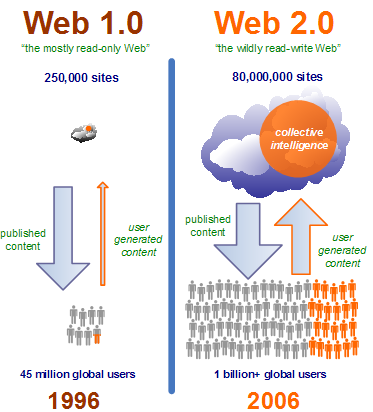 Web 1.0
"the mostly read-only Web"
250,000 sites
published
content
user
generated
content
45 million global users
1996
Web 2.0
"the wildly read-write Web"
80,000,000 sites
collective
intelligence
published
content
user
generated
content
1 billion+ global users
2006